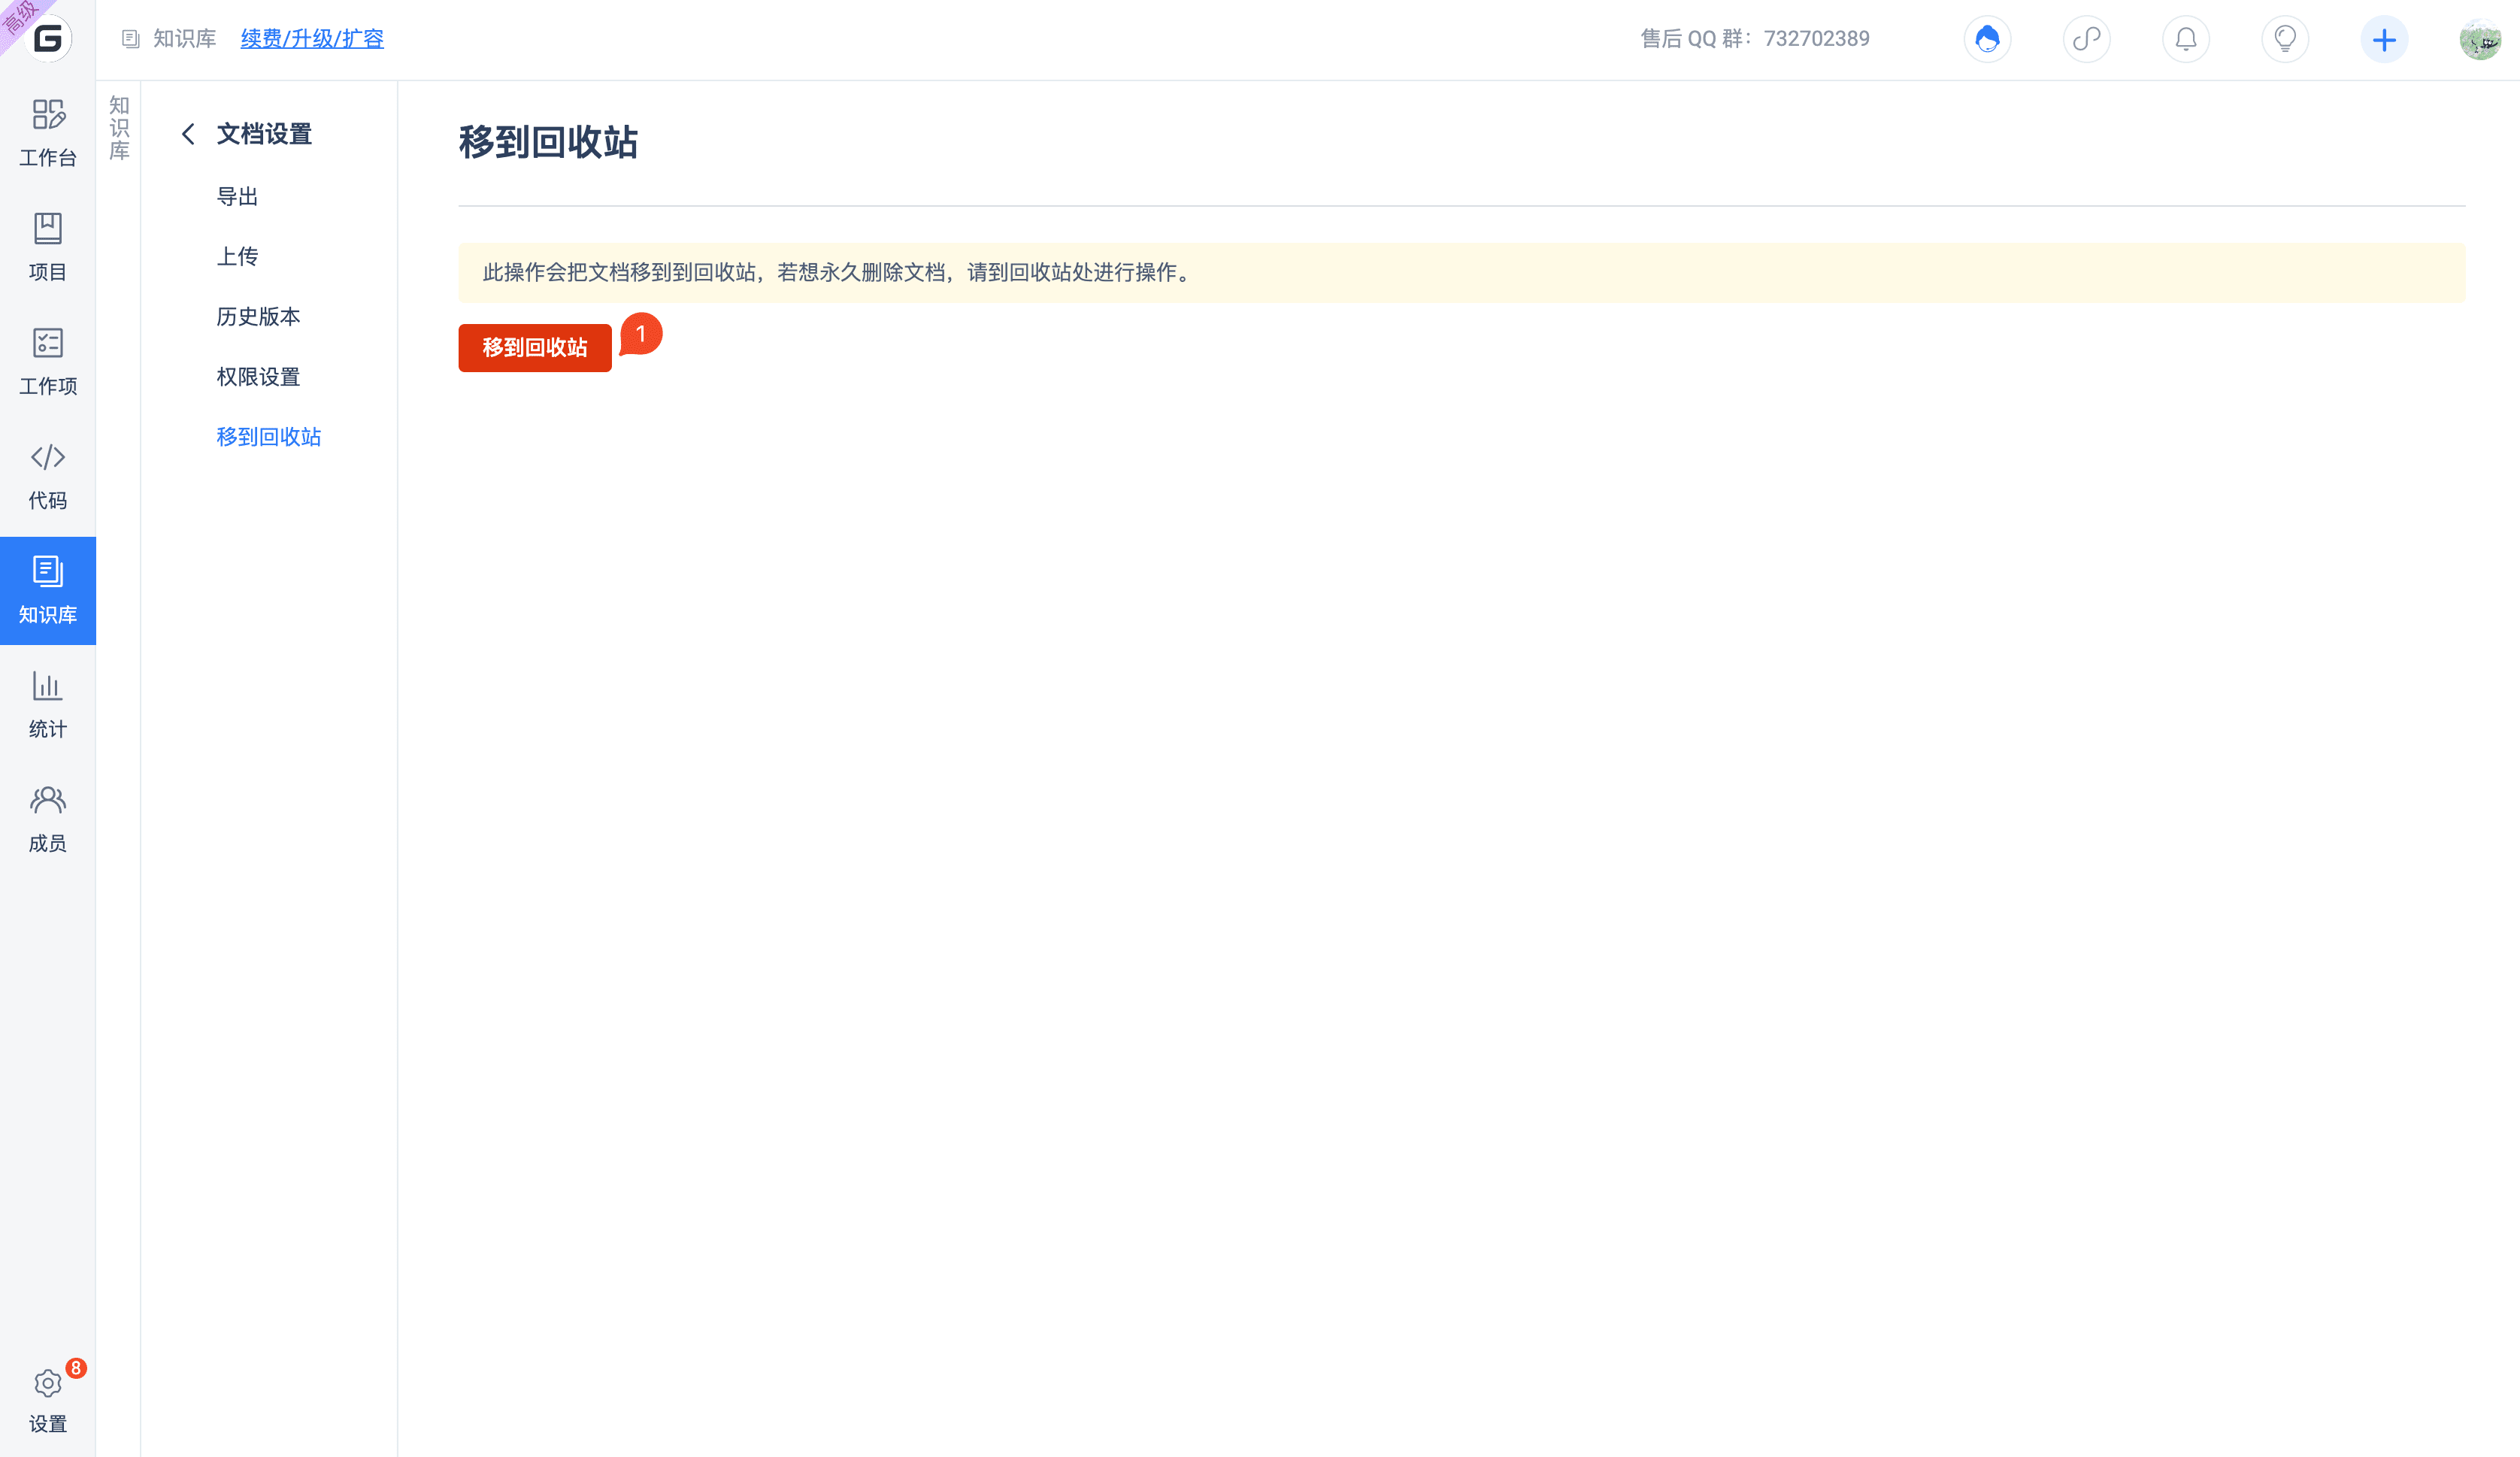 高级
G
知识库 续费/升级/扩容
售后 QQ 群：732702389
工作台
项目
工作项
代码
知识库
统计
成员
8
设置
知识库
文档设置
导出
上传
历史版本
权限设置
移到回收站
移到回收站
此操作会把文档移到到回收站，若想永久删除文档，请到回收站处进行操作。
移到回收站
1